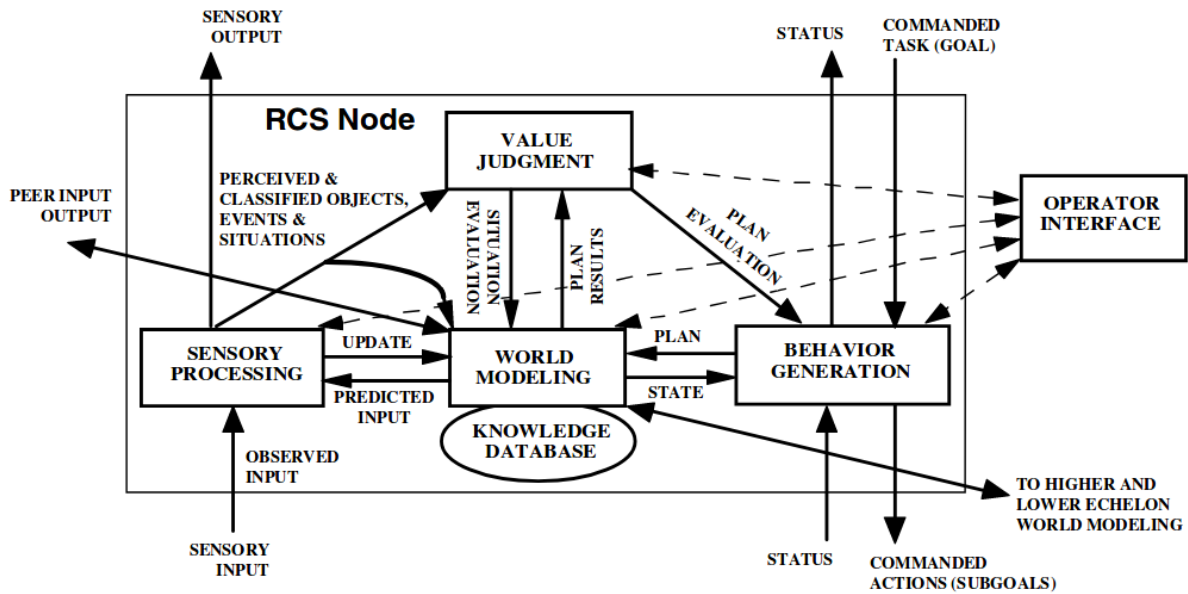 SENSORY
OUTPUT
STATUS
COMMANDED
TASK (GOAL)
RCS Node
VALUE
JUDGMENT
PEER INPUT
OUTPUT
PERCEIVED &
CLASSIFIED OBJECTS,
EVENTS &
SITUATIONS
SITUATION
EVALUATION
PLAN
RESULTS
PLAN
EVALUATION
OPERATOR
INTERFACE
SENSORY
PROCESSING
UPDATE
PREDICTED
INPUT
WORLD
MODELING
KNOWLEDGE
DATABASE
PLAN
STATE
BEHAVIOR
GENERATION
OBSERVED
INPUT
TO HIGHER AND
LOWER ECHELON
WORLD MODELING
SENSORY
INPUT
STATUS
COMMANDED
ACTIONS (SUBGOALS)